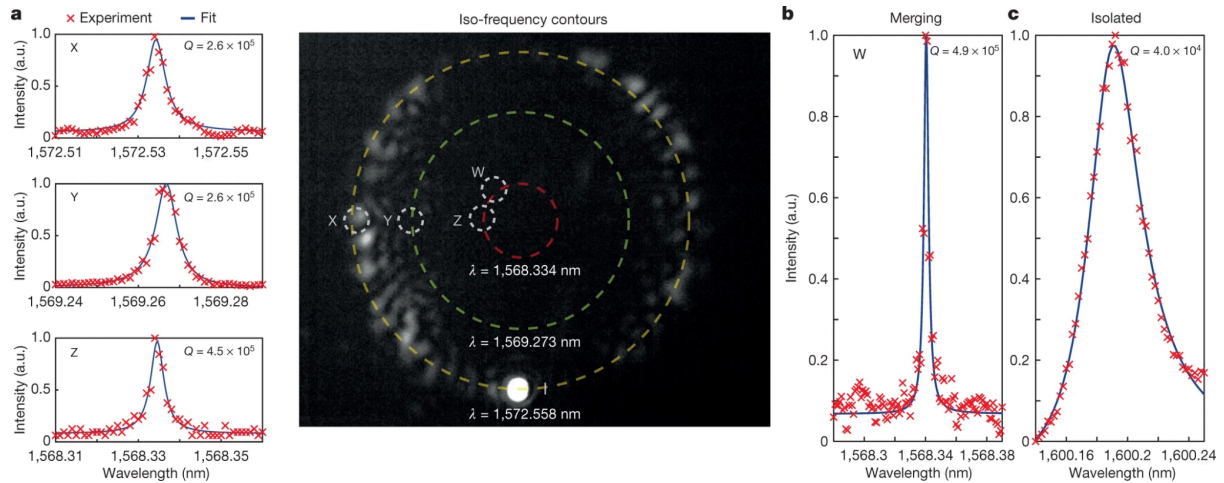 a
Experiment
Fit
Iso-frequency contours
X
Q = 2.6 × 10⁵
Intensity (a.u.)
1.0
0.5
0
1,572.51
1,572.53
1,572.55
Y
Q = 2.6 × 10⁵
Intensity (a.u.)
1.0
0.5
0
1,569.24
1,569.26
1,569.28
Z
Q = 4.5 × 10⁵
Intensity (a.u.)
1.0
0.5
0
1,568.31
1,568.33
1,568.35
Wavelength (nm)
W
X
Y
Z
λ = 1,568.334 nm
λ = 1,569.273 nm
λ = 1,572.558 nm
b
Merging
W
Q = 4.9 × 10⁵
Intensity (a.u.)
1.0
0.8
0.6
0.4
0.2
0
1,568.3
1,568.34
1,568.38
Wavelength (nm)
c
Isolated
Q = 4.0 × 10⁴
1.0
0.8
0.6
0.4
0.2
0
1,600.16
1,600.2
1,600.24
Wavelength (nm)